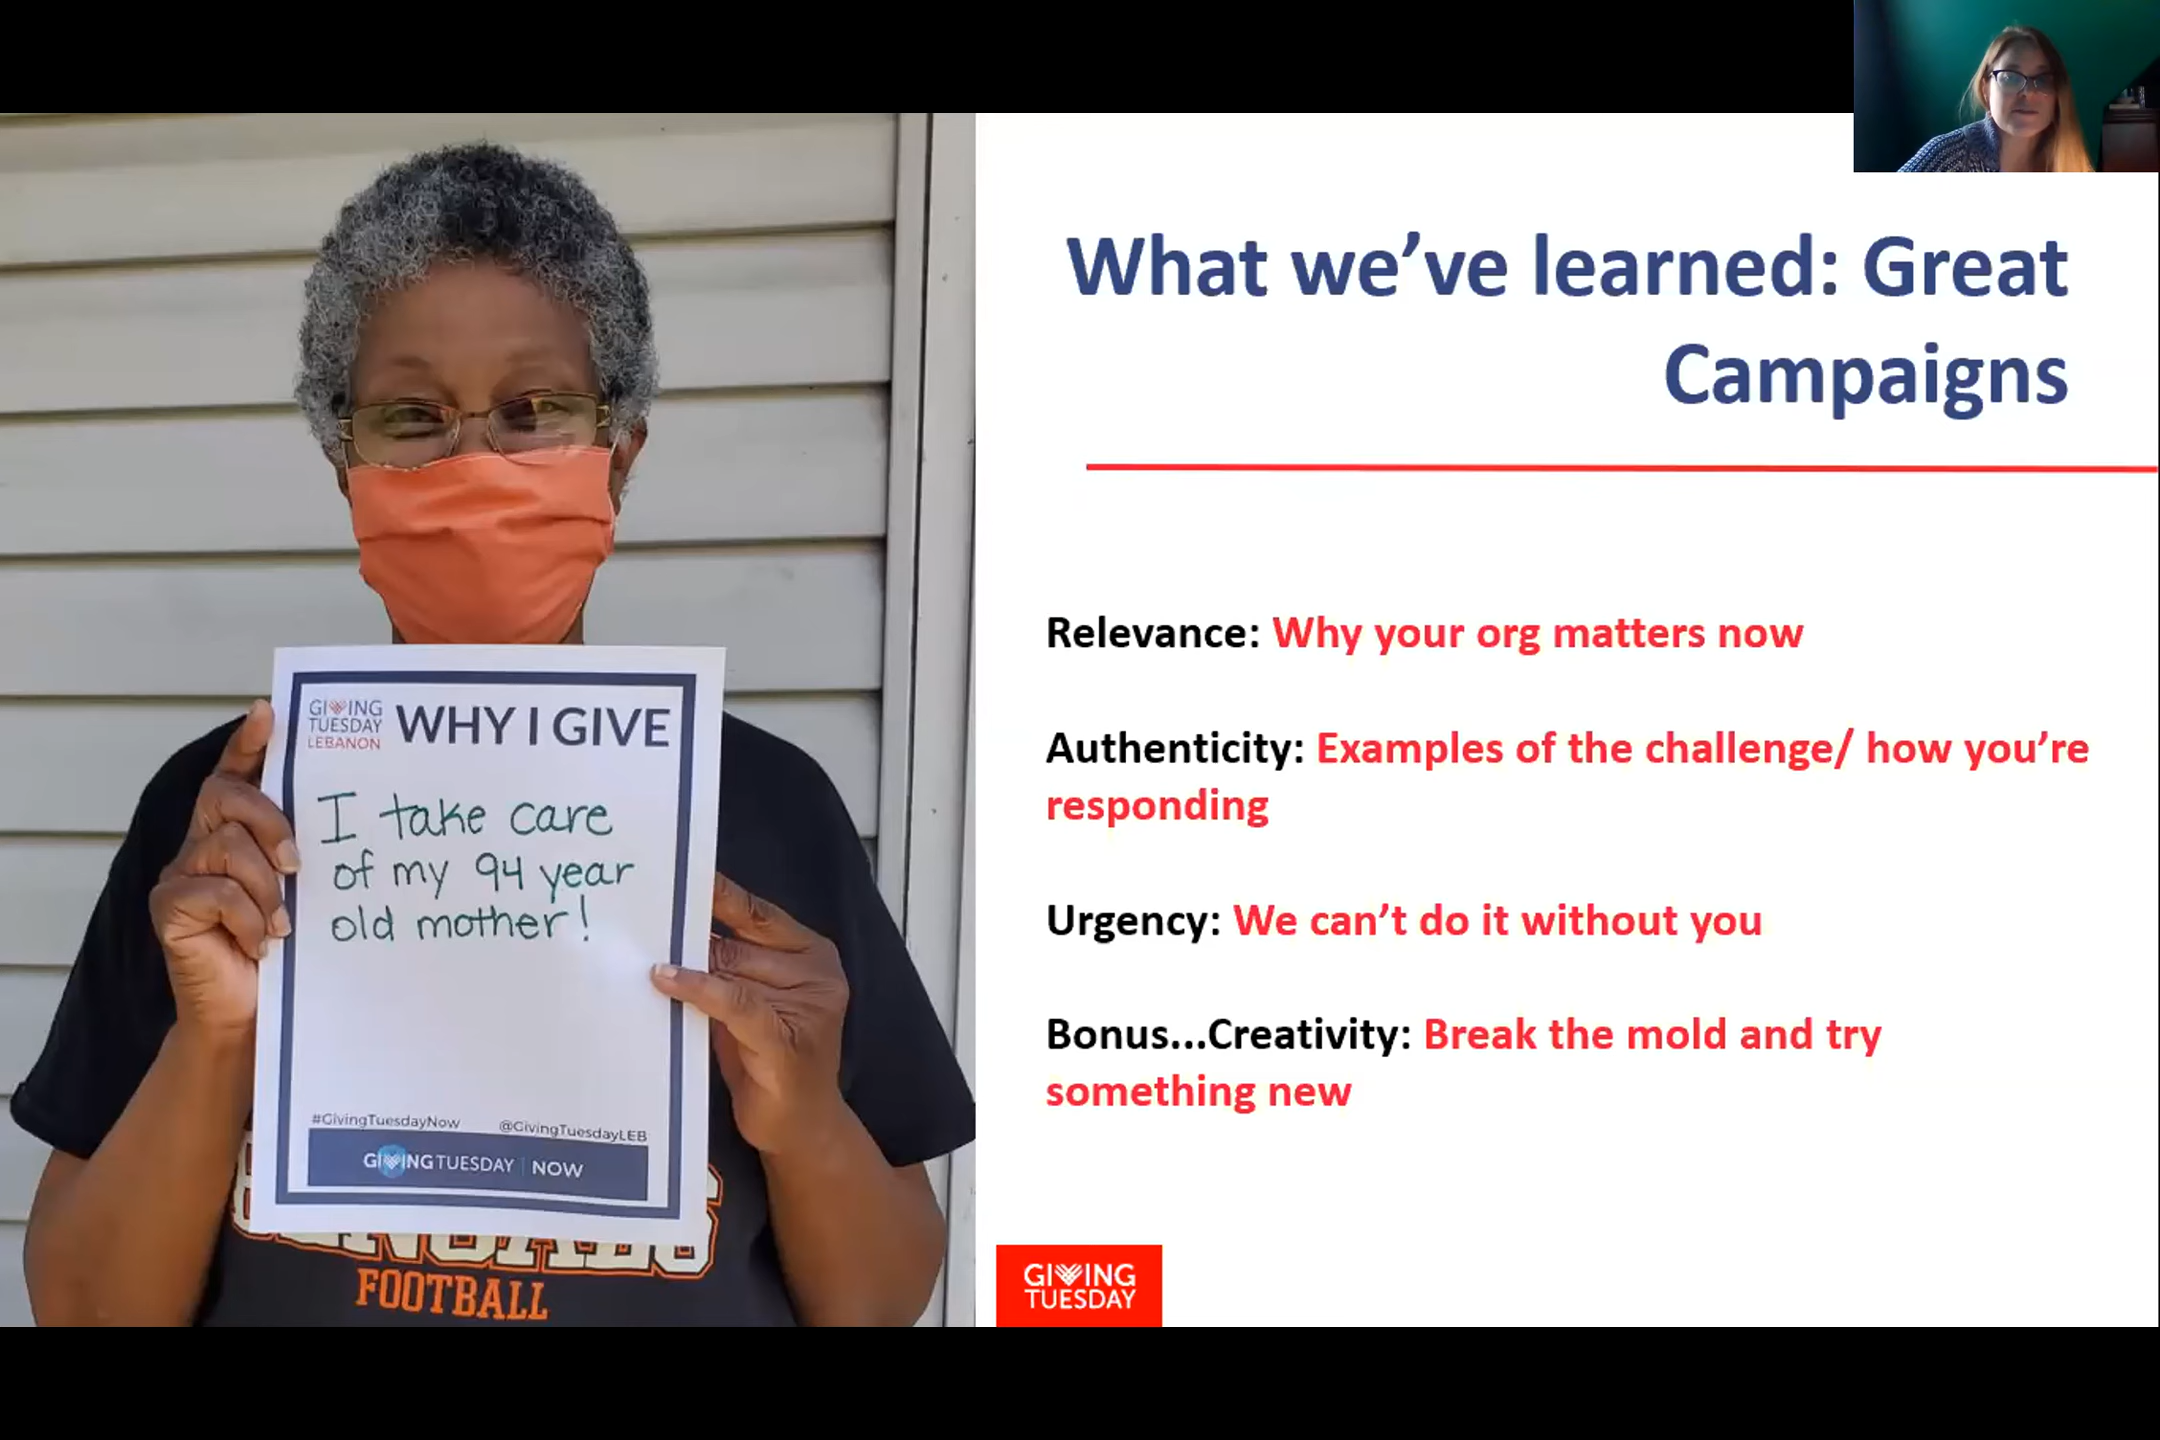 What we've learned: Great
Campaigns
Relevance: Why your org matters now
Authenticity: Examples of the challenge/ how you're
responding
Urgency: We can't do it without you
Bonus...Creativity: Break the mold and try
something new
GIVING
TUESDAY
GIVING
TUESDAY
LEBANON
WHY I GIVE
I take care
of my 94 year
old mother!
#GivingTuesdayNow @GivingTuesdayLEB
GIVINGTUESDAY | NOW
FOOTBALL